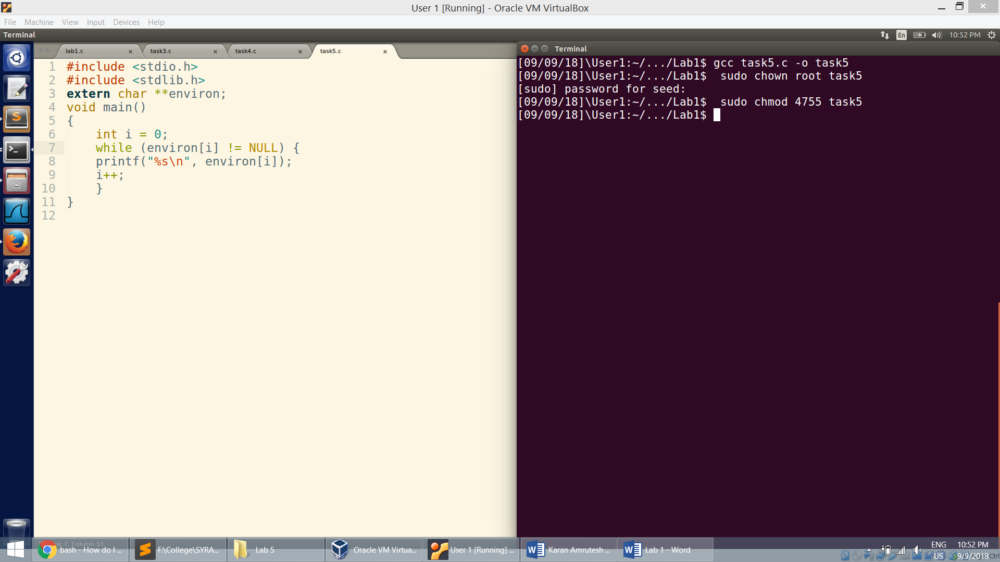 User 1 [Running] - Oracle VM VirtualBox
File Machine View Input Devices Help
Terminal En 10:52 PM
lab1.c × task3.c × task4.c × task5.c ×
1 #include <stdio.h>
2 #include <stdlib.h>
3 extern char **environ;
4 void main()
5 {
6 int i = 0;
7 while (environ[i] != NULL) {
8 printf("%s\n", environ[i]);
9 i++;
10 }
11 }
12
Terminal
[09/09/18]\User1:~/.../Lab1$ gcc task5.c -o task5
[09/09/18]\User1:~/.../Lab1$  sudo chown root task5
[sudo] password for seed:
[09/09/18]\User1:~/.../Lab1$  sudo chmod 4755 task5
[09/09/18]\User1:~/.../Lab1$
7, Column 33
bash - How do I ... F:\College\SYRA... Lab 5 Oracle VM Virtua... User 1 [Running] ... Karan Amrutesh ... Lab 1 - Word
ENG 10:52 PM
US 9/9/2018 Ctrl